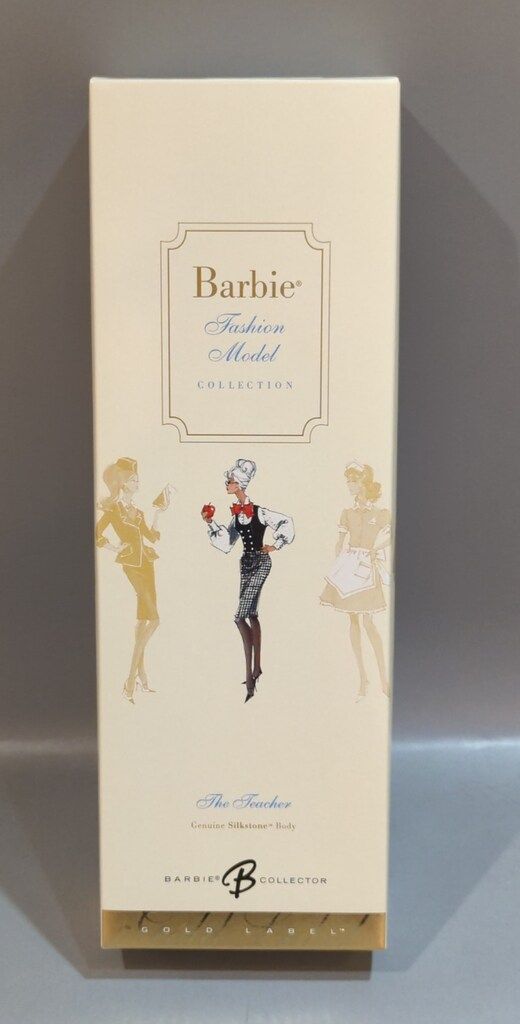 Barbie®
Fashion
Model
COLLECTION
The Teacher
Genuine Silkstone™ Body
BARBIE® B COLLECTOR
GOLD LABEL™